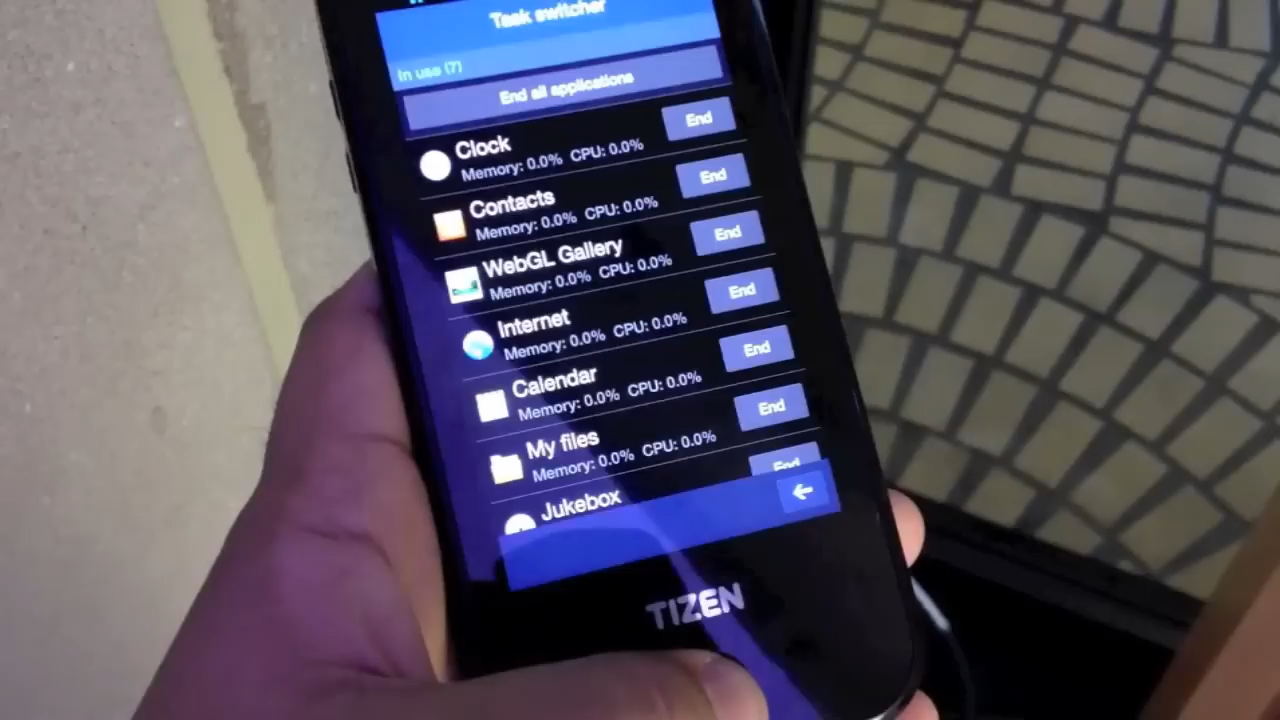 Task switcher
In use (7)
End all applications
Clock
Memory: 0.0% CPU: 0.0%
End
Contacts
Memory: 0.0% CPU: 0.0%
End
WebGL Gallery
Memory: 0.0% CPU: 0.0%
End
Internet
Memory: 0.0% CPU: 0.0%
End
Calendar
Memory: 0.0% CPU: 0.0%
End
My files
Memory: 0.0% CPU: 0.0%
End
Jukebox
End
TIZEN